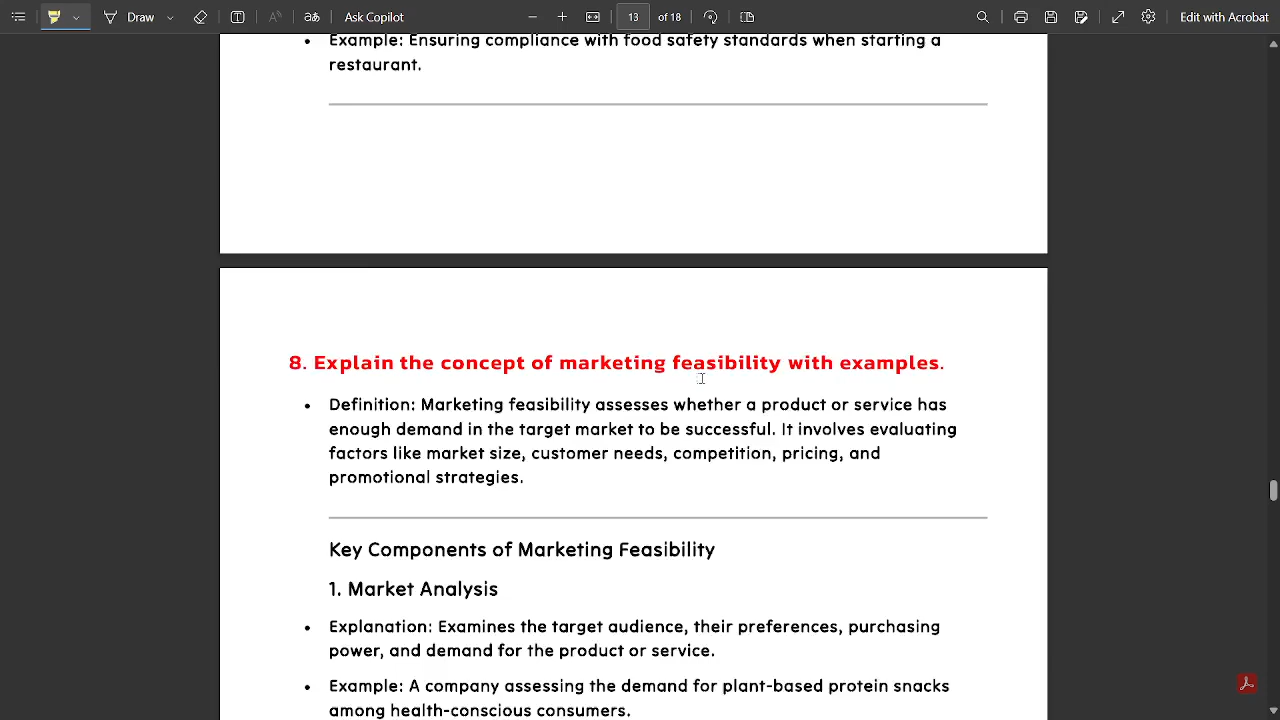 Draw
Ask Copilot
13 of 18
Edit with Acrobat
• Example: Ensuring compliance with food safety standards when starting a
restaurant.
8. Explain the concept of marketing feasibility with examples.
• Definition: Marketing feasibility assesses whether a product or service has
enough demand in the target market to be successful. It involves evaluating
factors like market size, customer needs, competition, pricing, and
promotional strategies.
Key Components of Marketing Feasibility
1. Market Analysis
• Explanation: Examines the target audience, their preferences, purchasing
power, and demand for the product or service.
• Example: A company assessing the demand for plant-based protein snacks
among health-conscious consumers.